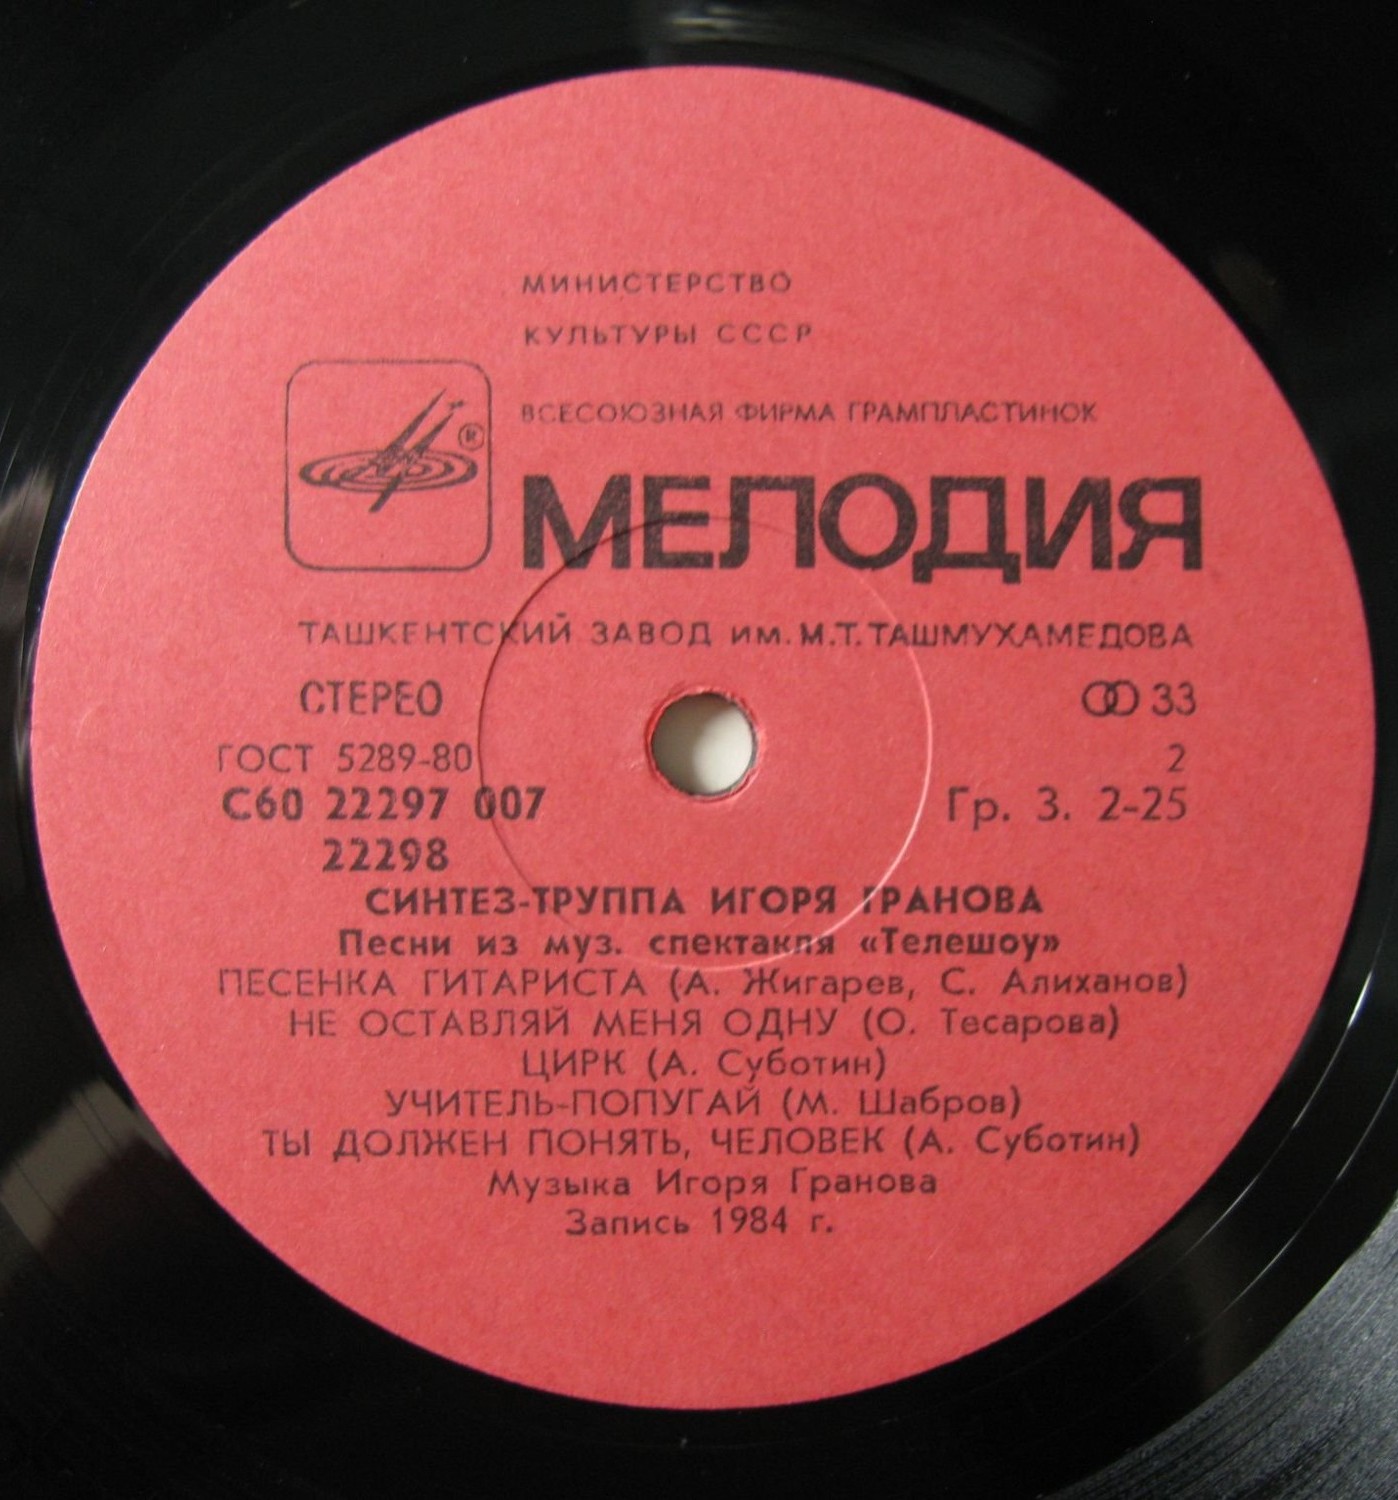 МИНИСТЕРСТВО
КУЛЬТУРЫ СССР
ВСЕСОЮЗНАЯ ФИРМА ГРАМПЛАСТИНОК
®
МЕЛОДИЯ
ТАШКЕНТСКИЙ ЗАВОД ИМ. М.Т. ТАШМУХАМЕДОВА
СТЕРЕО 33
ГОСТ 5289-80 2
С60 22297 007 Гр. 3. 2-25
22298
СИНТЕЗ-ТРУППА ИГОРЯ ГРАНОВА
Песни из муз. спектакля «Телешоу»
ПЕСЕНКА ГИТАРИСТА (А. Жигарев, С. Алиханов)
НЕ ОСТАВЛЯЙ МЕНЯ ОДНУ (О. Тесарова)
ЦИРК (А. Суботин)
УЧИТЕЛЬ-ПОПУГАЙ (М. Шабров)
ТЫ ДОЛЖЕН ПОНЯТЬ, ЧЕЛОВЕК (А. Суботин)
Музыка Игоря Гранова
Запись 1984 г.